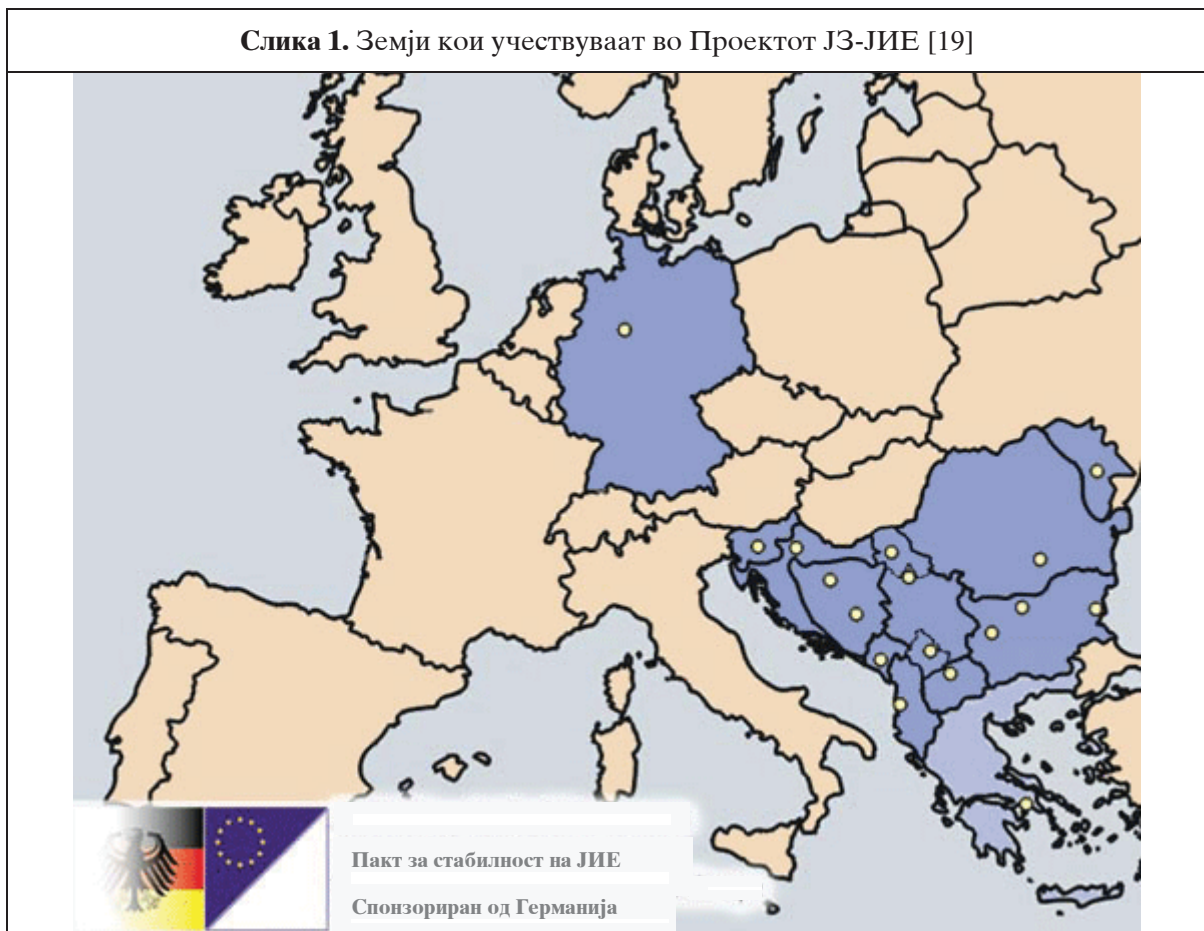 Слика 1. Земји кои учествуваат во Проектот ЈЗ-ЈИЕ [19]
Пакт за стабилност на ЈИЕ
Спонзориран од Германија